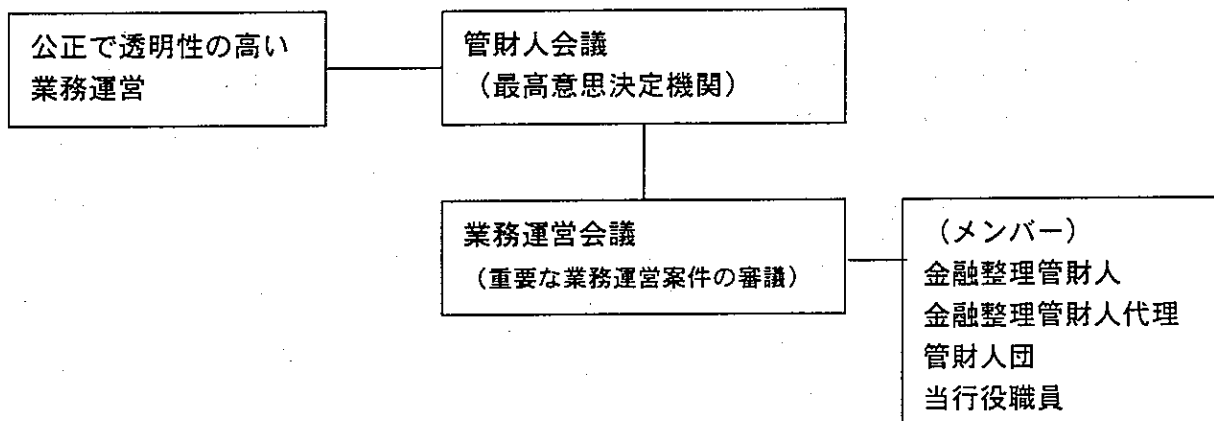 公正で透明性の高い
業務運営
管財人会議
（最高意思決定機関）
業務運営会議
（重要な業務運営案件の審議）
（メンバー）
金融整理管財人
金融整理管財人代理
管財人団
当行役職員